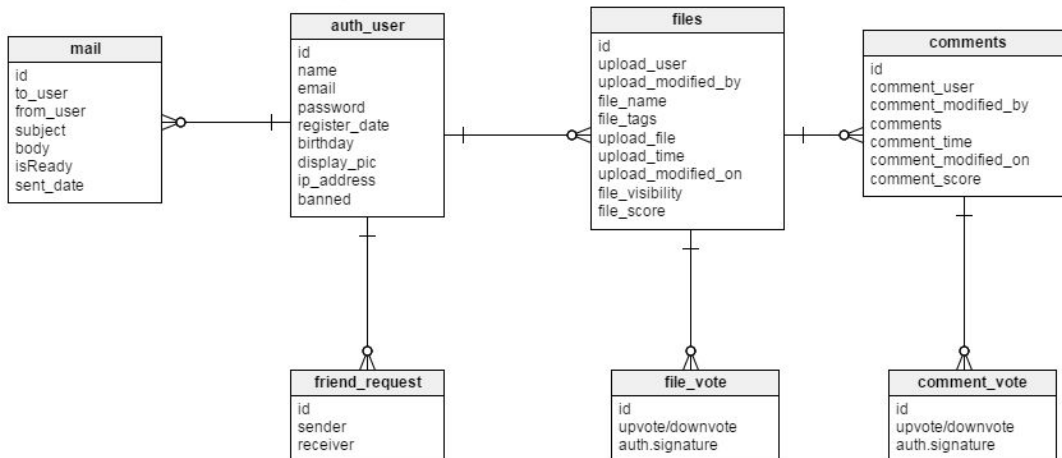 mail
id
to_user
from_user
subject
body
isReady
sent_date
auth_user
id
name
email
password
register_date
birthday
display_pic
ip_address
banned
files
id
upload_user
upload_modified_by
file_name
file_tags
upload_file
upload_time
upload_modified_on
file_visibility
file_score
comments
id
comment_user
comment_modified_by
comments
comment_time
comment_modified_on
comment_score
friend_request
id
sender
receiver
file_vote
id
upvote/downvote
auth.signature
comment_vote
id
upvote/downvote
auth.signature